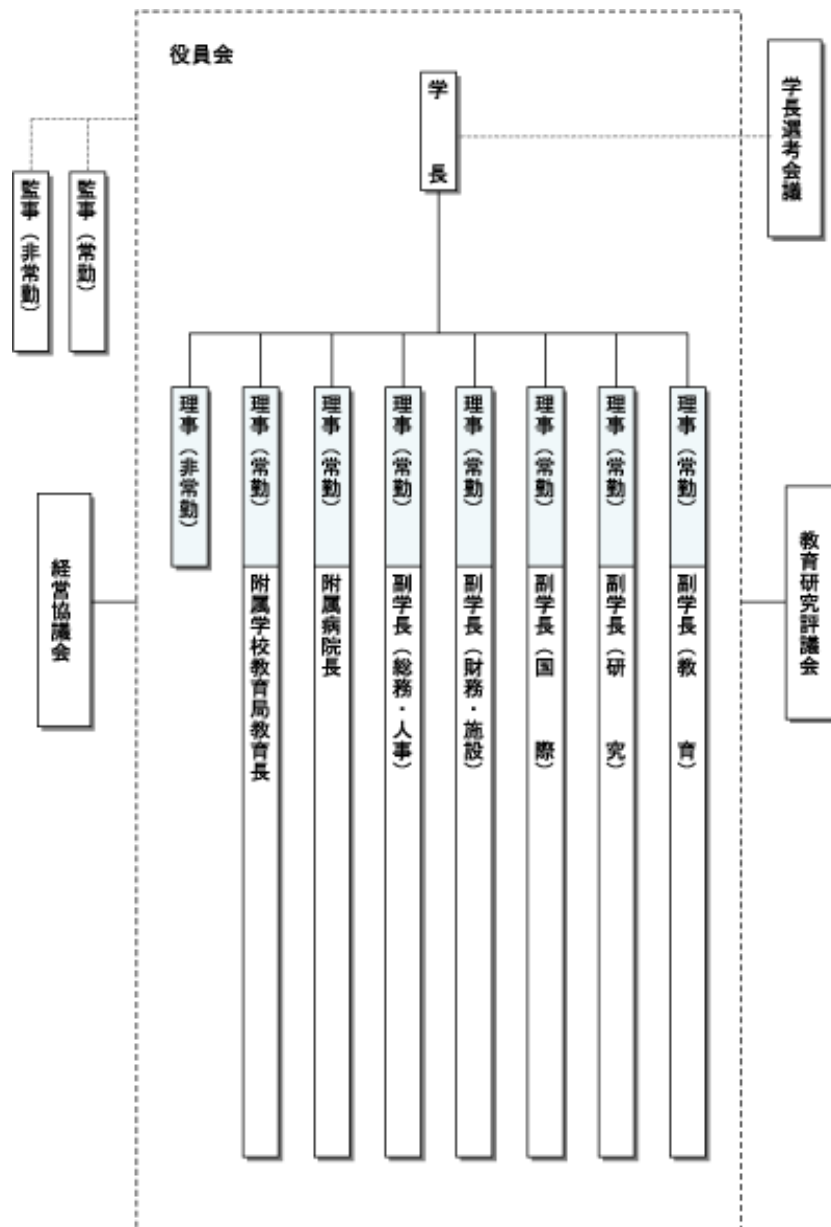 役員会
学長
学長選考会議
監事（常勤）
監事（非常勤）
理事（常勤）
副学長（教育）
理事（常勤）
副学長（研究）
理事（常勤）
副学長（国際）
理事（常勤）
副学長（財務・施設）
理事（常勤）
副学長（総務・人事）
理事（常勤）
附属病院長
理事（常勤）
附属学校教育局教育長
理事（非常勤）
教育研究評議会
経営協議会